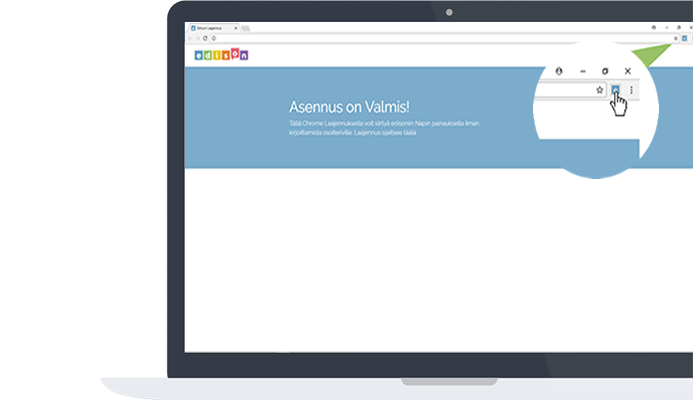 Edison Laajennus
edison
Asennus on Valmis!
Tällä Chrome Laajennuksella voit siirtyä edisoniin Napin painauksella ilman
kirjoittamista osoiteriville. Laajennus sijaitsee täällä.